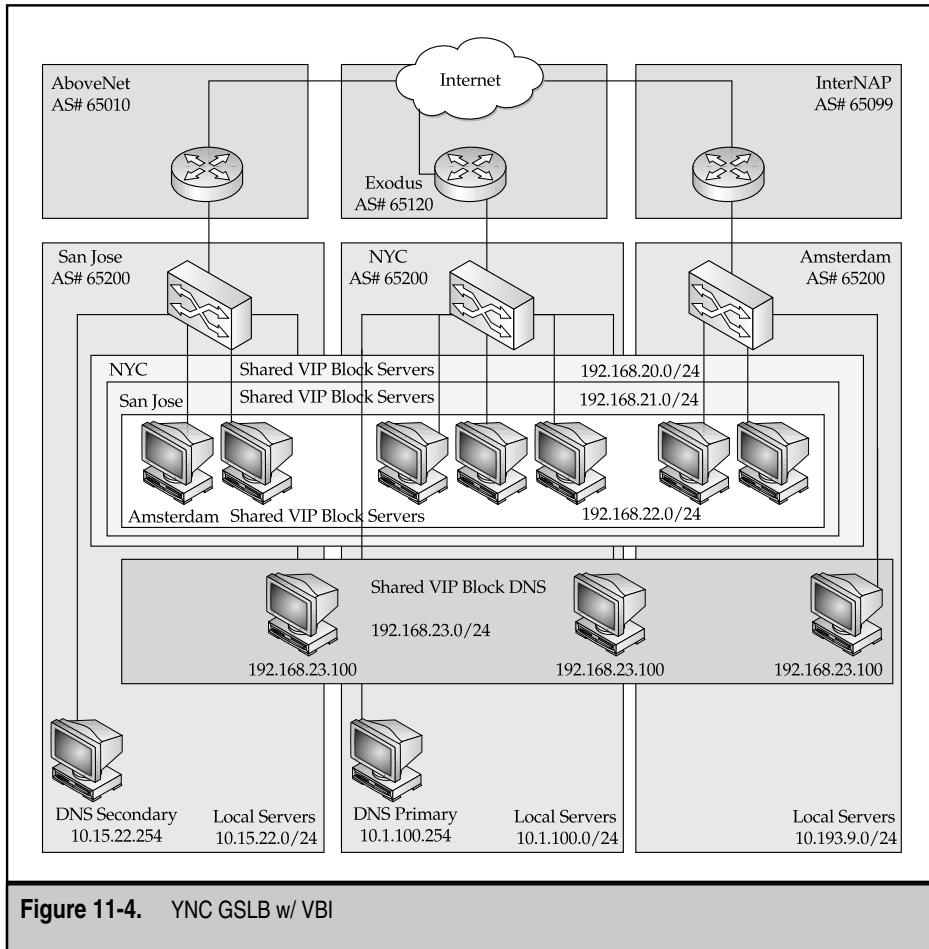 Internet
AboveNet
AS# 65010
Exodus
AS# 65120
InterNAP
AS# 65099
San Jose
AS# 65200
NYC
AS# 65200
Amsterdam
AS# 65200
NYC
Shared VIP Block Servers
192.168.20.0/24
San Jose
Shared VIP Block Servers
192.168.21.0/24
Amsterdam
Shared VIP Block Servers
192.168.22.0/24
Shared VIP Block DNS
192.168.23.0/24
192.168.23.100
192.168.23.100
192.168.23.100
DNS Secondary
10.15.22.254
Local Servers
10.15.22.0/24
DNS Primary
10.1.100.254
Local Servers
10.1.100.0/24
Local Servers
10.193.9.0/24
Figure 11-4. YNC GSLB w/ VBI